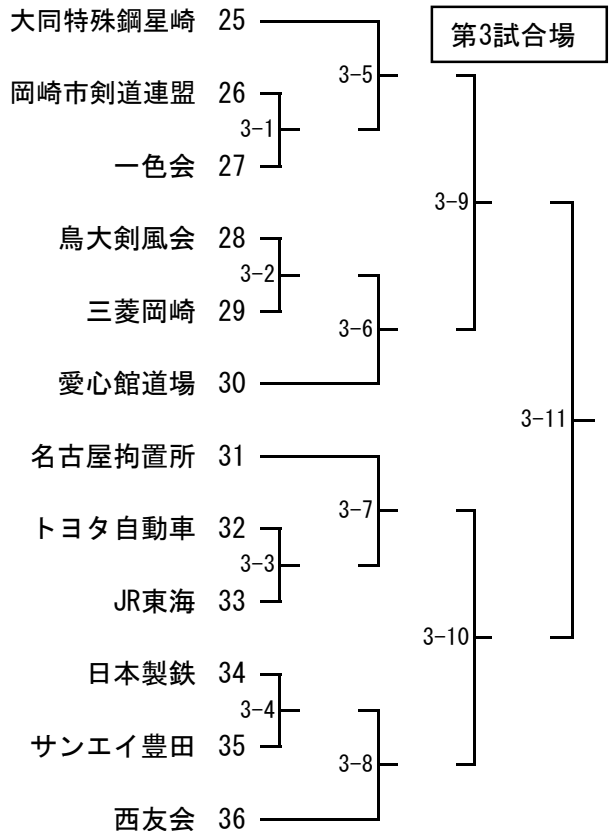 第3試合場
大同特殊鋼星崎 25
3-5
岡崎市剣道連盟 26
3-1
一色会 27
3-9
鳥大剣風会 28
3-2
三菱岡崎 29
3-6
愛心館道場 30
3-11
名古屋拘置所 31
3-7
トヨタ自動車 32
3-3
JR東海 33
3-10
日本製鉄 34
3-4
サンエイ豊田 35
3-8
西友会 36